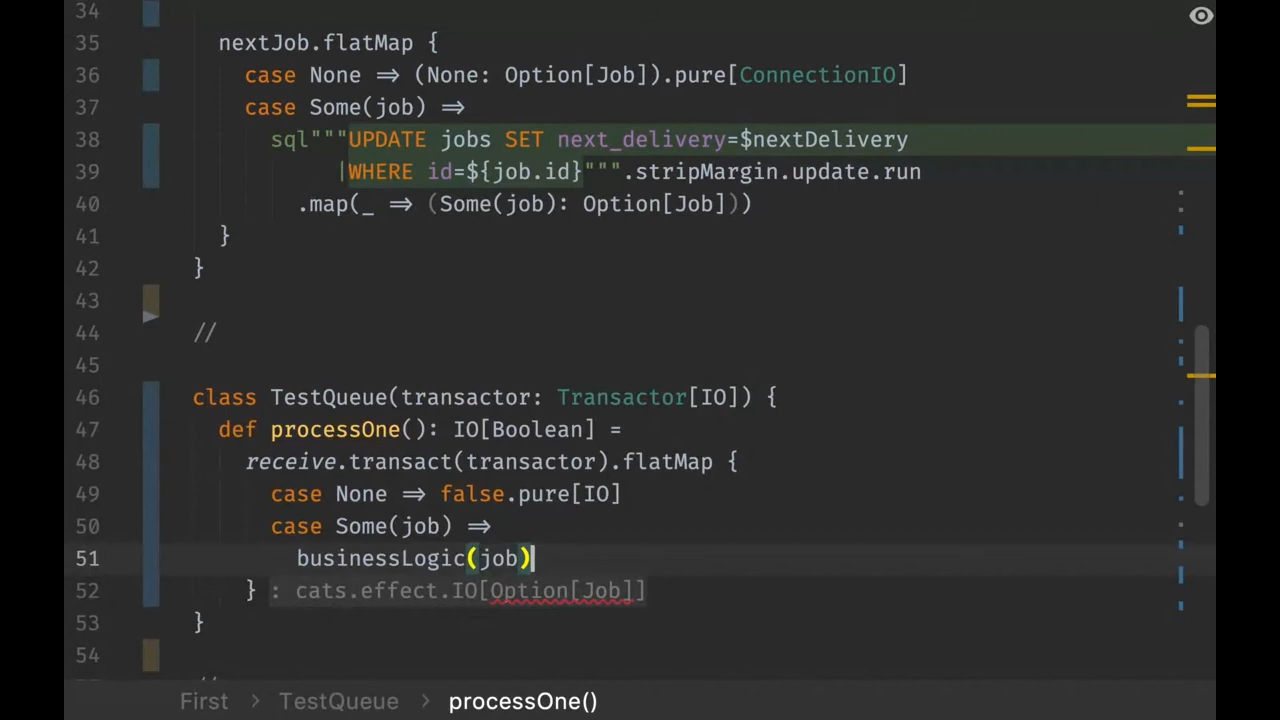 34
35 nextJob.flatMap {
36 case None ⇒ (None: Option[Job]).pure[ConnectionIO]
37 case Some(job) ⇒
38 sql"""UPDATE jobs SET next_delivery=$nextDelivery
39 |WHERE id=${job.id}""".stripMargin.update.run
40 .map(_ ⇒ (Some(job): Option[Job]))
41 }
42 }
43
44 //
45
46 class TestQueue(transactor: Transactor[IO]) {
47 def processOne(): IO[Boolean] =
48 receive.transact(transactor).flatMap {
49 case None ⇒ false.pure[IO]
50 case Some(job) ⇒
51 businessLogic(job)
52 } : cats.effect.IO[Option[Job]]
53 }
54
First > TestQueue > processOne()